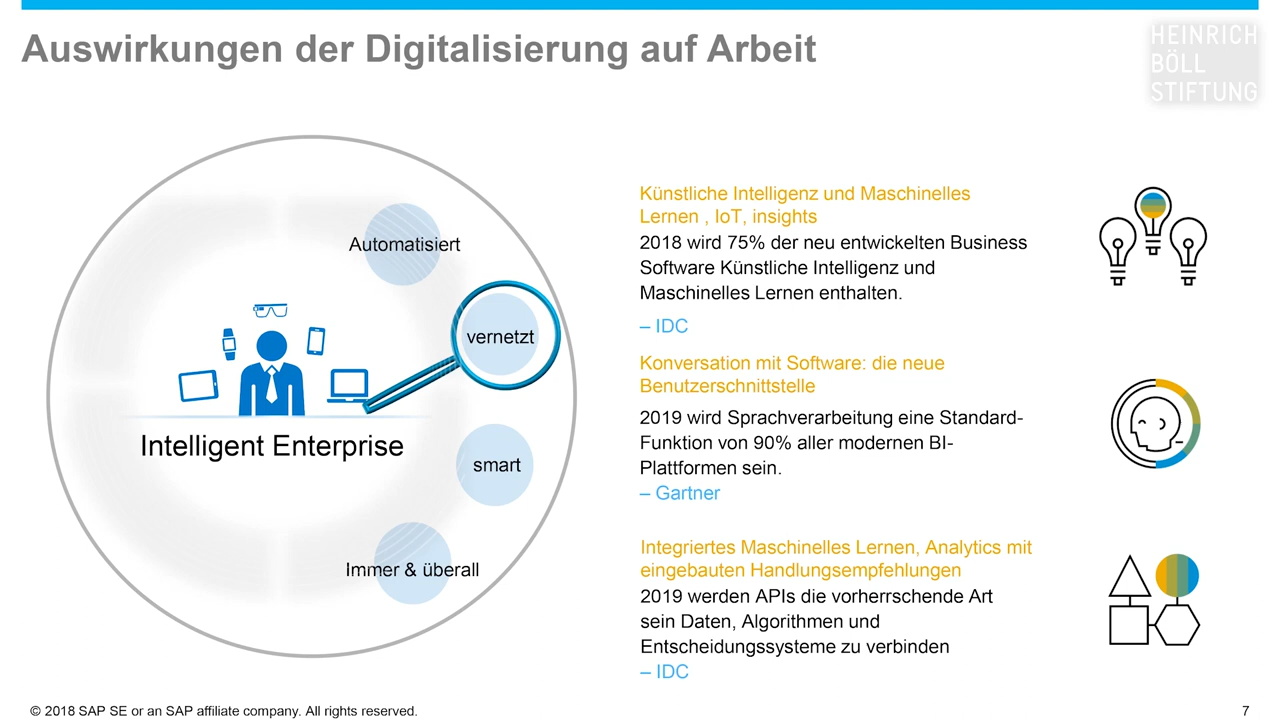 Auswirkungen der Digitalisierung auf Arbeit
HEINRICH
BÖLL
STIFTUNG
Automatisiert
vernetzt
Intelligent Enterprise
smart
Immer & überall
Künstliche Intelligenz und Maschinelles
Lernen , IoT, insights
2018 wird 75% der neu entwickelten Business
Software Künstliche Intelligenz und
Maschinelles Lernen enthalten.
– IDC
Konversation mit Software: die neue
Benutzerschnittstelle
2019 wird Sprachverarbeitung eine Standard-
Funktion von 90% aller modernen BI-
Plattformen sein.
– Gartner
Integriertes Maschinelles Lernen, Analytics mit
eingebauten Handlungsempfehlungen
2019 werden APIs die vorherrschende Art
sein Daten, Algorithmen und
Entscheidungssysteme zu verbinden
– IDC
© 2018 SAP SE or an SAP affiliate company. All rights reserved.
7